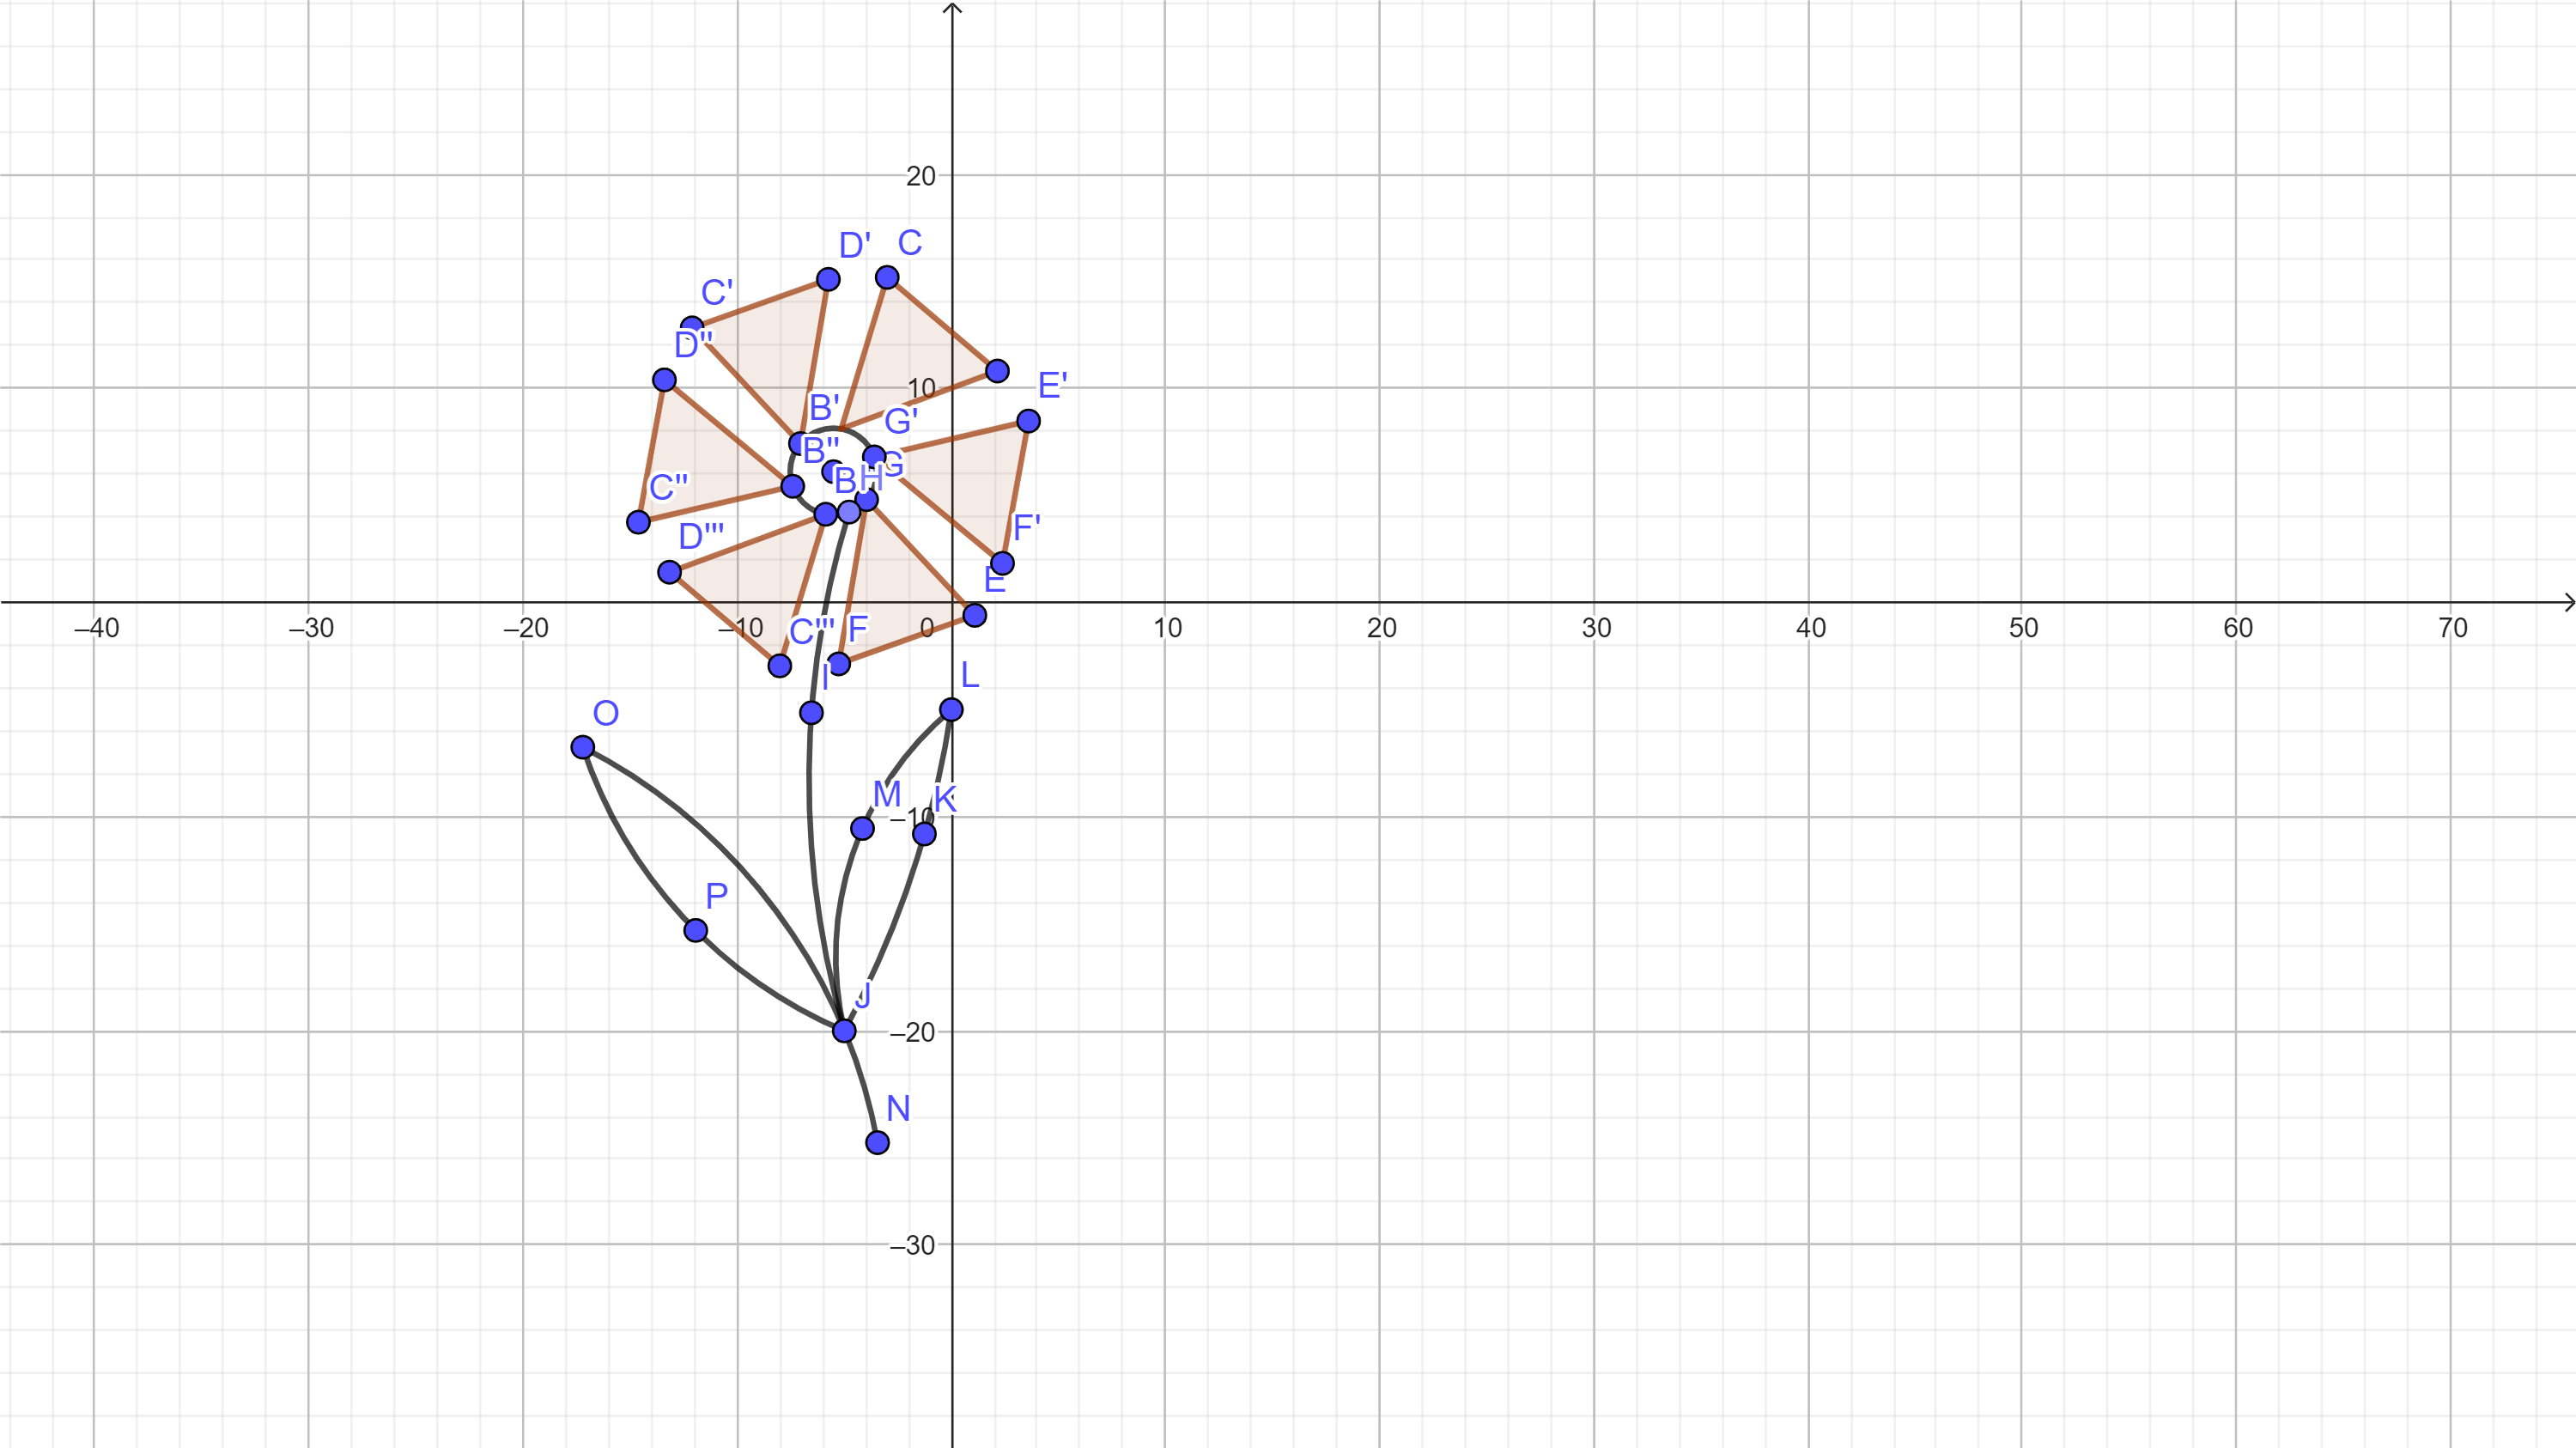 20
D' C
C'
D"
10 E'
B' G'
B" G
B H
C"
D''' F'
E
–40 –30 –20 –10 0 10 20 30 40 50 60 70
C''' F
I L
O
M K
–10
P
J
–20
N
–30